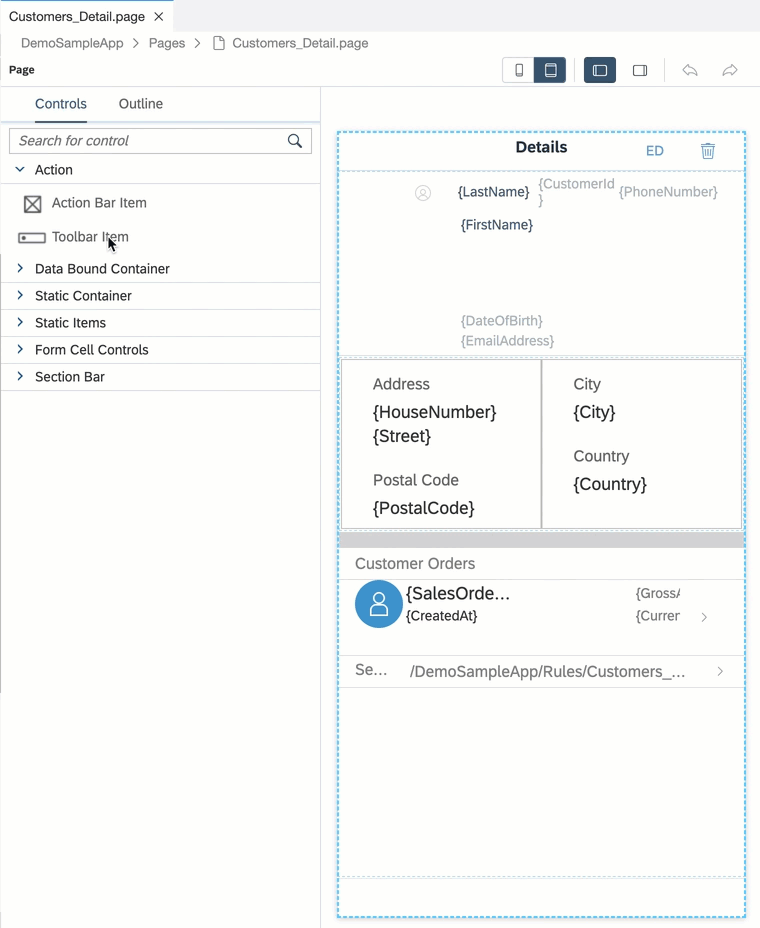 Customers_Detail.page
DemoSampleApp Pages Customers_Detail.page
Page
Controls Outline
Search for control
Action
Action Bar Item
Toolbar Item
Data Bound Container
Static Container
Static Items
Form Cell Controls
Section Bar
Details ED
{LastName} {CustomerId {PhoneNumber}
}
{FirstName}
{DateOfBirth}
{EmailAddress}
Address
{HouseNumber}
{Street}
Postal Code
{PostalCode}
City
{City}
Country
{Country}
Customer Orders
{SalesOrde... {Gross
{CreatedAt} {Curren
Se... /DemoSampleApp/Rules/Customers_...